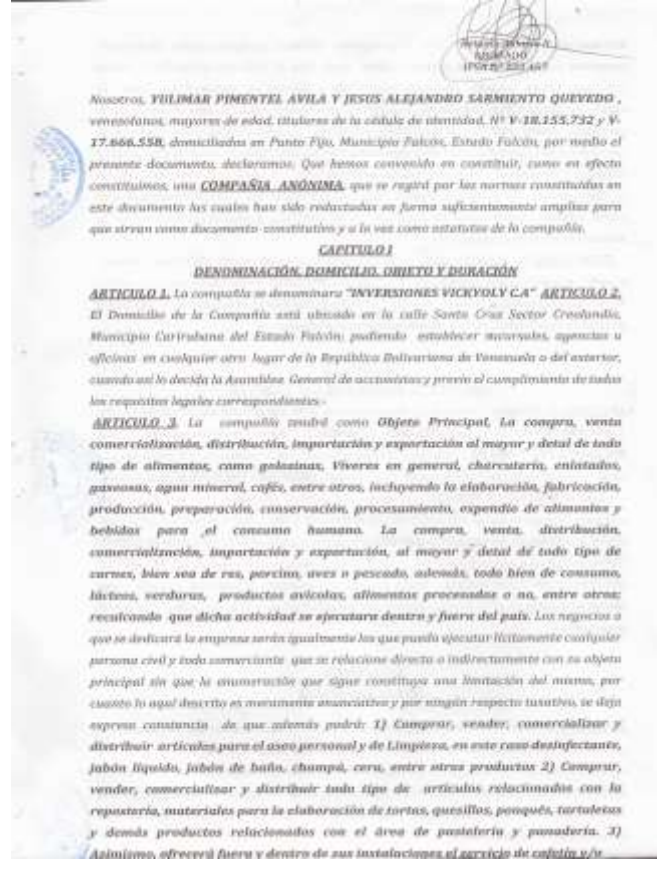 ABOGADO
Nosotros, YULIMAR PIMENTEL AVILA Y JESUS ALEJANDRO SARMIENTO QUEVEDO ,
venezolanos, mayores de edad, titulares de la cédula de identidad, Nº V-18.155.732 y V-
17.666.558, domiciliados en Punto Fijo, Municipio Falcón, Estado Falcón, por medio el
presente documento, declaramos, Que hemos convenido en constituir, como en efecto
constituimos, una COMPAÑIA ANÓNIMA, que se regirá por las normas constituidas en
este documento las cuales han sido redactadas en forma suficientemente amplias para
que sirvan como documento constitutivo y a la vez como estatutos de la compañía.
CAPITULO I
DENOMINACIÓN, DOMICILIO, OBJETO Y DURACIÓN
ARTICULO 1. La compañía se denominara "INVERSIONES VICKYOLY C.A" ARTICULO 2.
El Domicilio de la Compañía está ubicado en la calle Santa Cruz Sector Creolandia,
Municipio Carirubana del Estado Falcón; pudiendo establecer sucursales, agencias u
oficinas en cualquier otro lugar de la República Bolivariana de Venezuela o del exterior,
cuando así lo decida la Asamblea General de accionistas y previo el cumplimiento de todos
los requisitos legales correspondientes.-
ARTICULO 3. La compañía tendrá como Objeto Principal, La compra, venta
comercialización, distribución, importación y exportación al mayor y detal de todo
tipo de alimentos, como golosinas, Víveres en general, charcutería, enlatados,
gaseosas, agua mineral, cafés, entre otros, incluyendo la elaboración, fabricación,
producción, preparación, conservación, procesamiento, expendio de alimentos y
bebidas para el consumo humano. La compra, venta, distribución,
comercialización, importación y exportación, al mayor y detal de todo tipo de
carnes, bien sea de res, porcino, aves o pescado, además, todo bien de consumo,
lácteos, verduras, productos avícolas, alimentos procesados o no, entre otros;
recalcando que dicha actividad se ejecutara dentro y fuera del país. Los negocios a
que se dedicará la empresa serán igualmente los que pueda ejecutar lícitamente cualquier
persona civil y todo comerciante que se relacione directa o indirectamente con su objeto
principal sin que la enumeración que sigue constituya una limitación del mismo, por
cuanto lo aquí descrito es meramente enunciativo y por ningún respecto taxativo, se deja
expresa constancia de que además podrá: 1) Comprar, vender, comercializar y
distribuir artículos para el aseo personal y de Limpieza, en este caso desinfectante,
jabón líquido, jabón de baño, champú, cera, entre otros productos 2) Comprar,
vender, comercializar y distribuir todo tipo de artículos relacionados con la
repostería, materiales para la elaboración de tortas, quesillos, ponqués, tartaletas
y demás productos relacionados con el área de pastelería y panadería. 3)
Asimismo, ofrecerá fuera y dentro de sus instalaciones el servicio de cafetín y/o